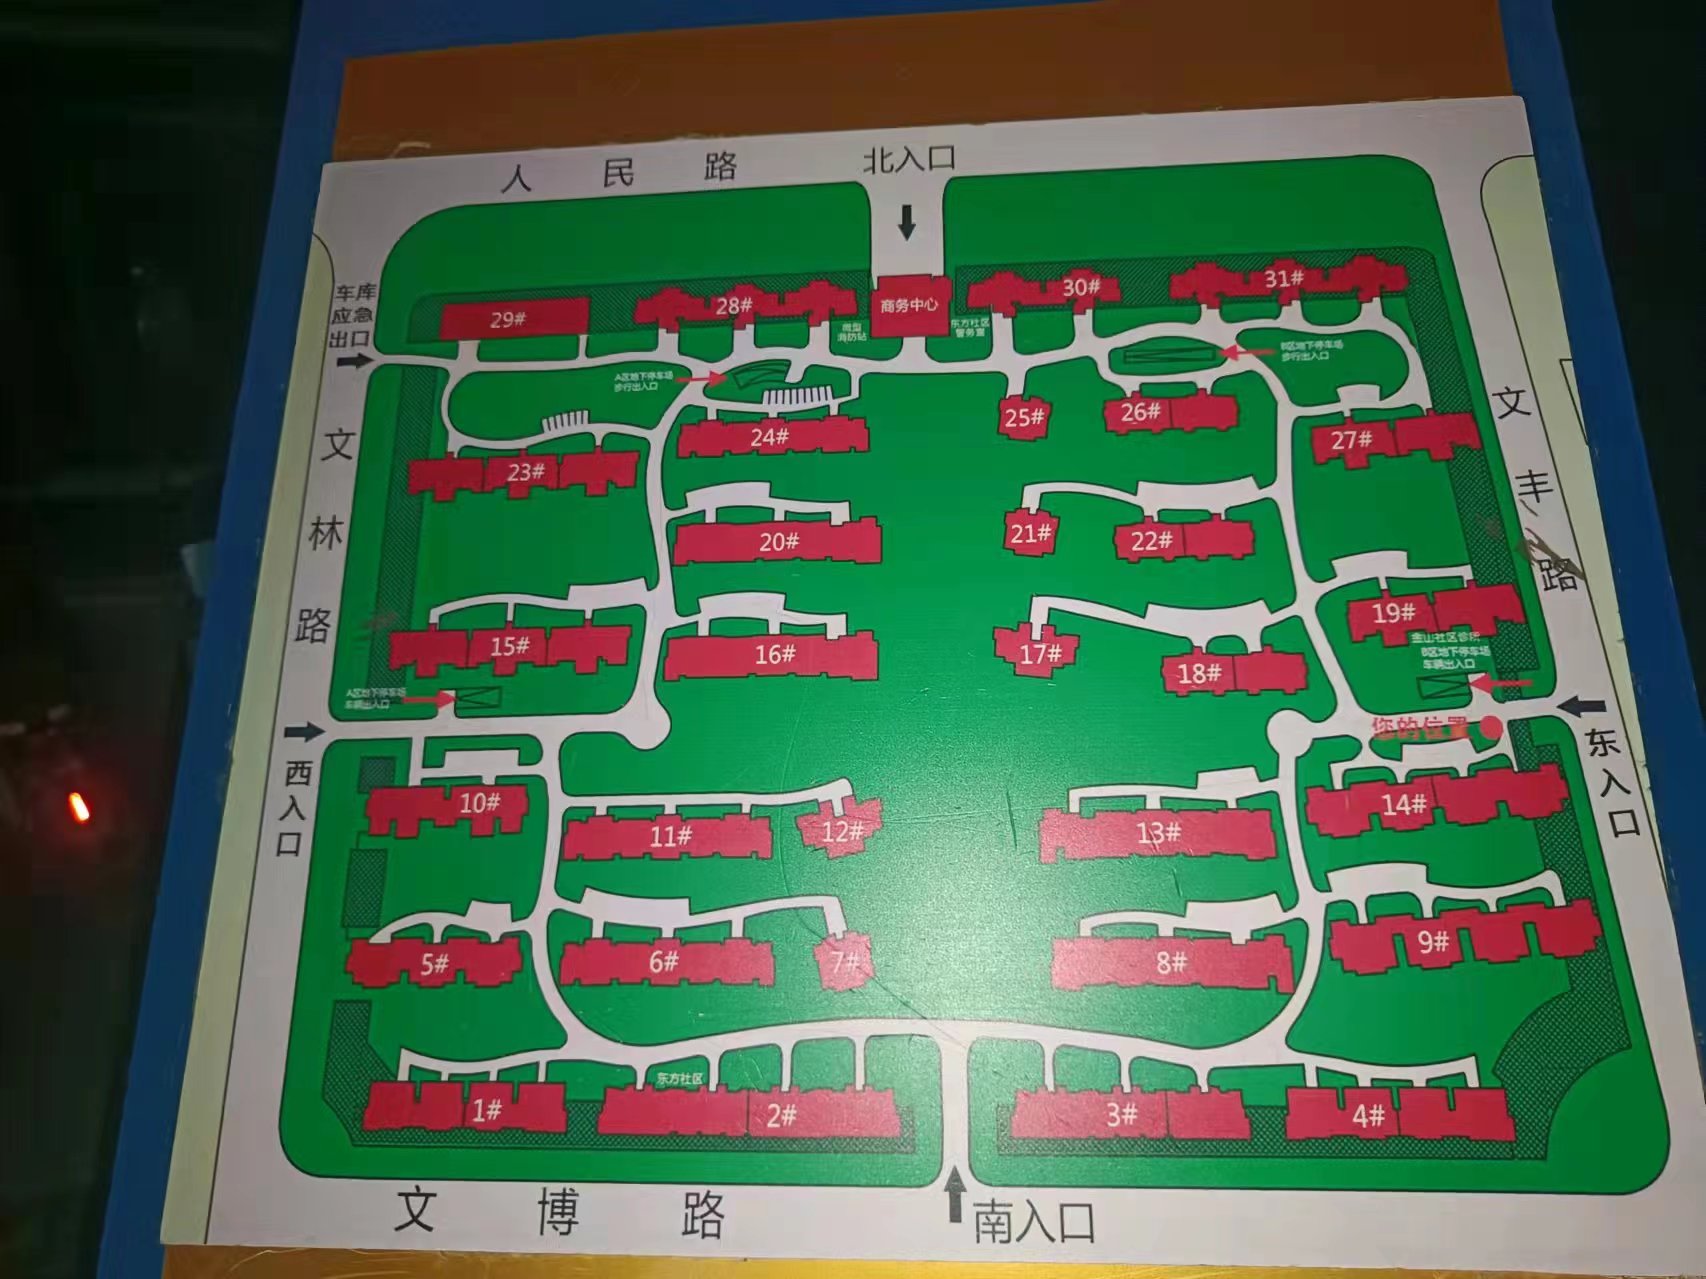 人民路
北入口
车库
应急
出口
29#
28#
商务中心
30#
31#
微型
消防站
东方社区
警务室
A区地下停车场
步行出入口
B区地下停车场
步行出入口
文林路
文丰路
23#
24#
25#
26#
27#
20#
21#
22#
15#
16#
17#
18#
19#
金山社区诊所
B区地下停车场
车辆出入口
A区地下停车场
车辆出入口
您的位置
西入口
东入口
10#
11#
12#
13#
14#
5#
6#
7#
8#
9#
东方社区
1#
2#
3#
4#
文博路
南入口